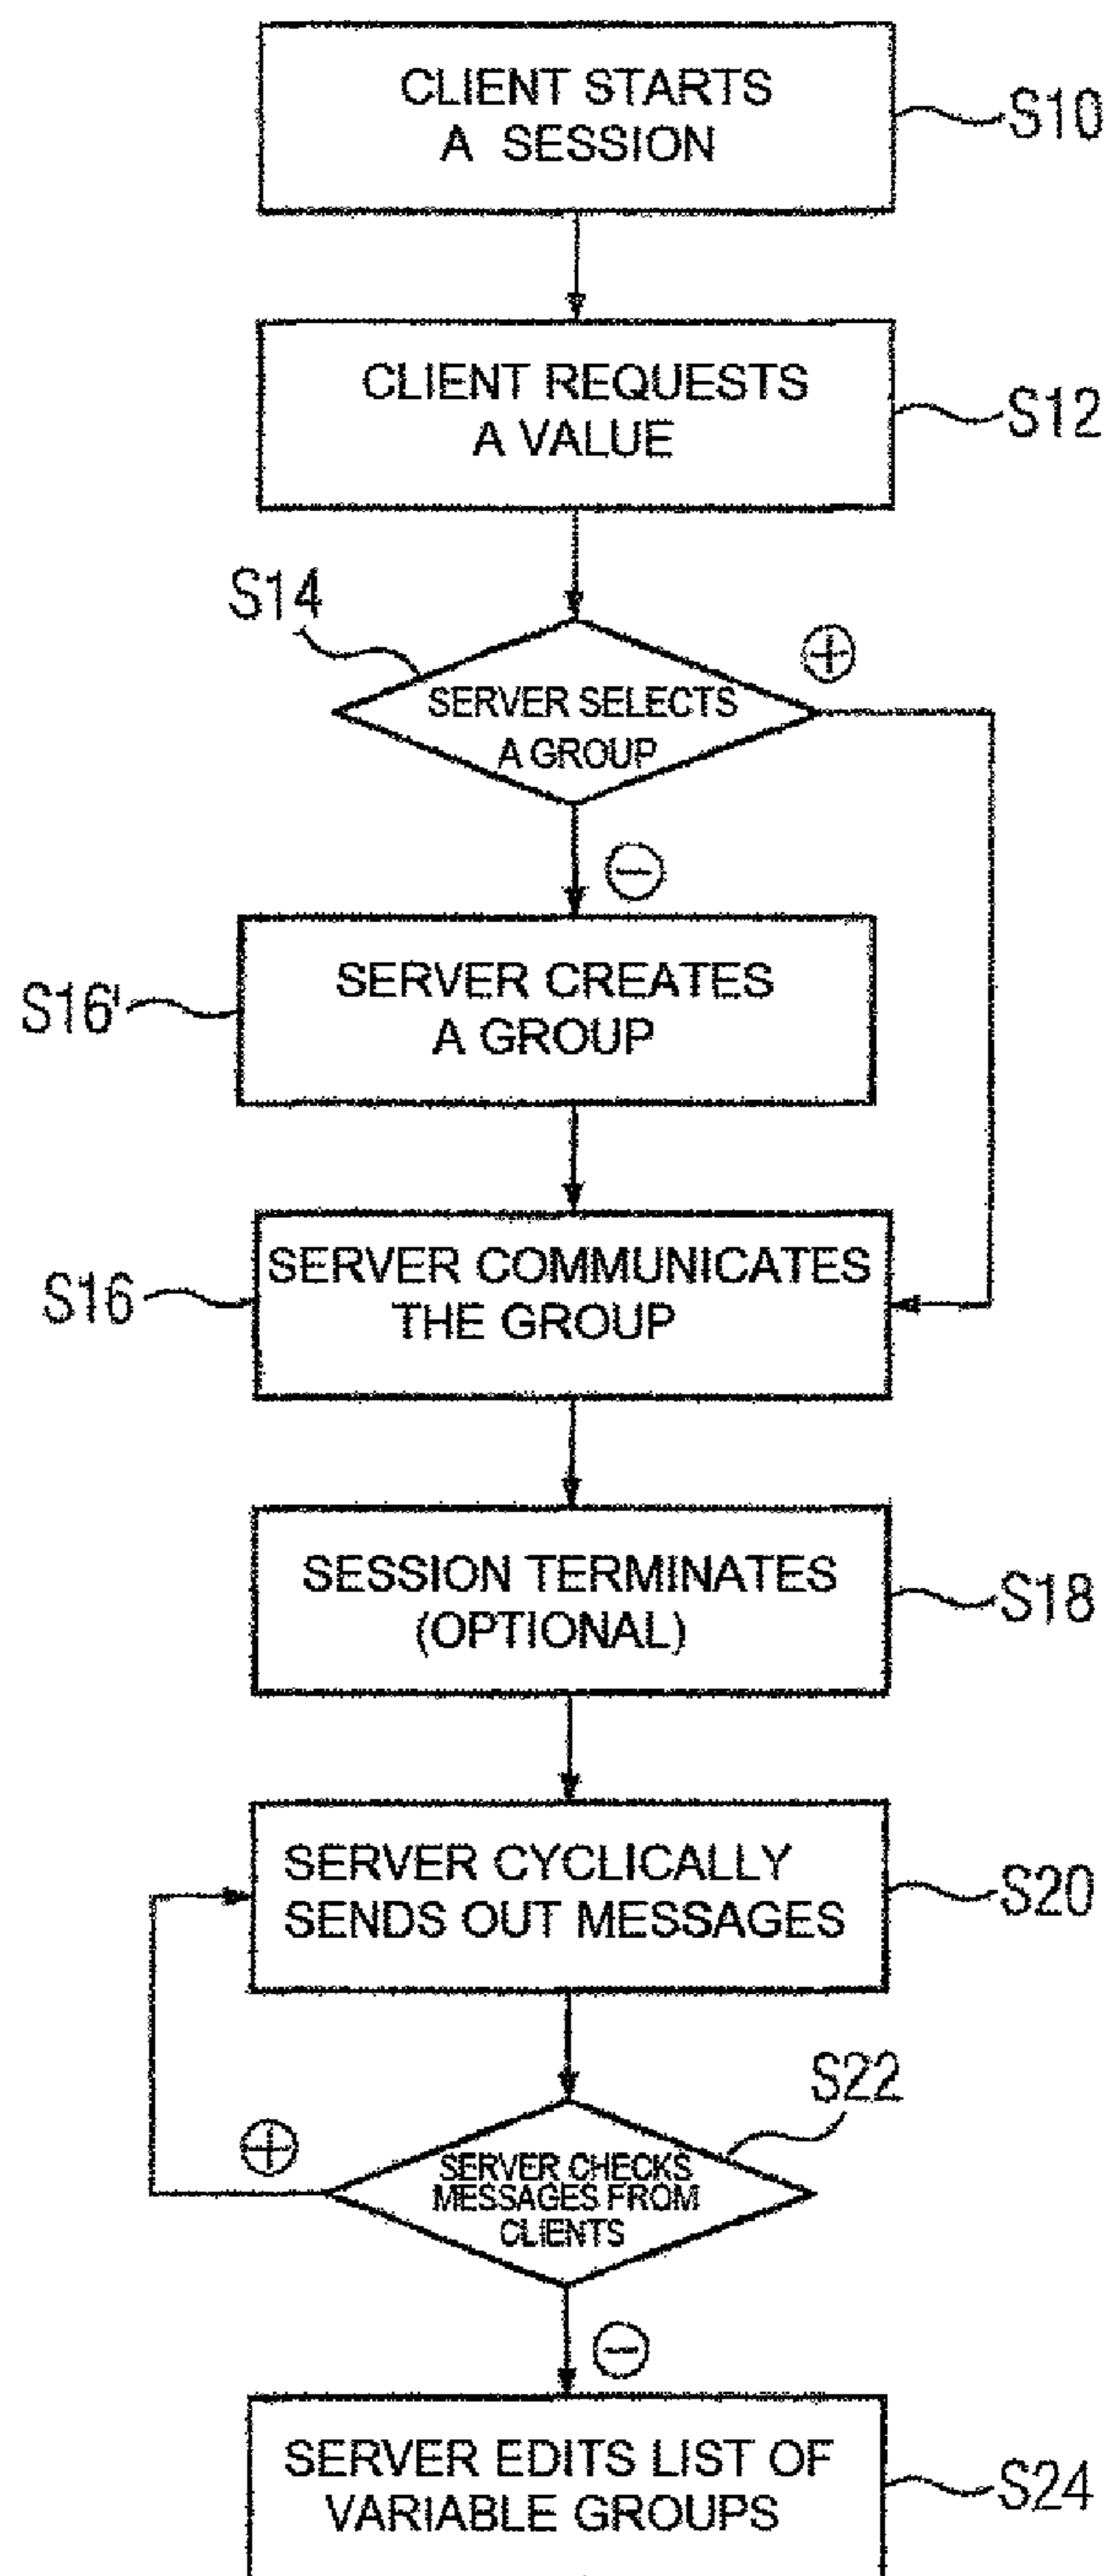 CLIENT STARTS
A SESSION
S10
CLIENT REQUESTS
A VALUE
S12
S14
SERVER SELECTS
A GROUP
+
−
SERVER CREATES
A GROUP
S16'
SERVER COMMUNICATES
THE GROUP
S16
SESSION TERMINATES
(OPTIONAL)
S18
SERVER CYCLICALLY
SENDS OUT MESSAGES
S20
S22
SERVER CHECKS
MESSAGES FROM
CLIENTS
+
−
SERVER EDITS LIST OF
VARIABLE GROUPS
S24